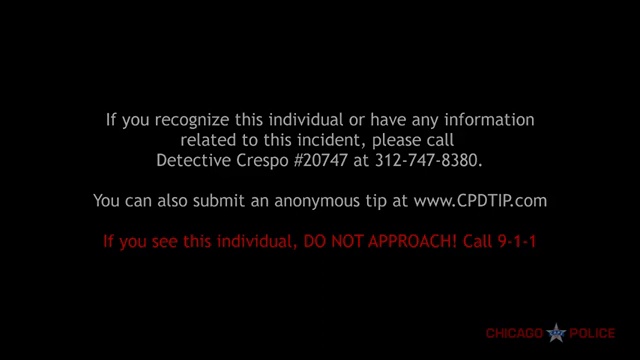 If you recognize this individual or have any information
related to this incident, please call
Detective Crespo #20747 at 312-747-8380.
You can also submit an anonymous tip at www.CPDTIP.com
If you see this individual, DO NOT APPROACH! Call 9-1-1
CHICAGO POLICE